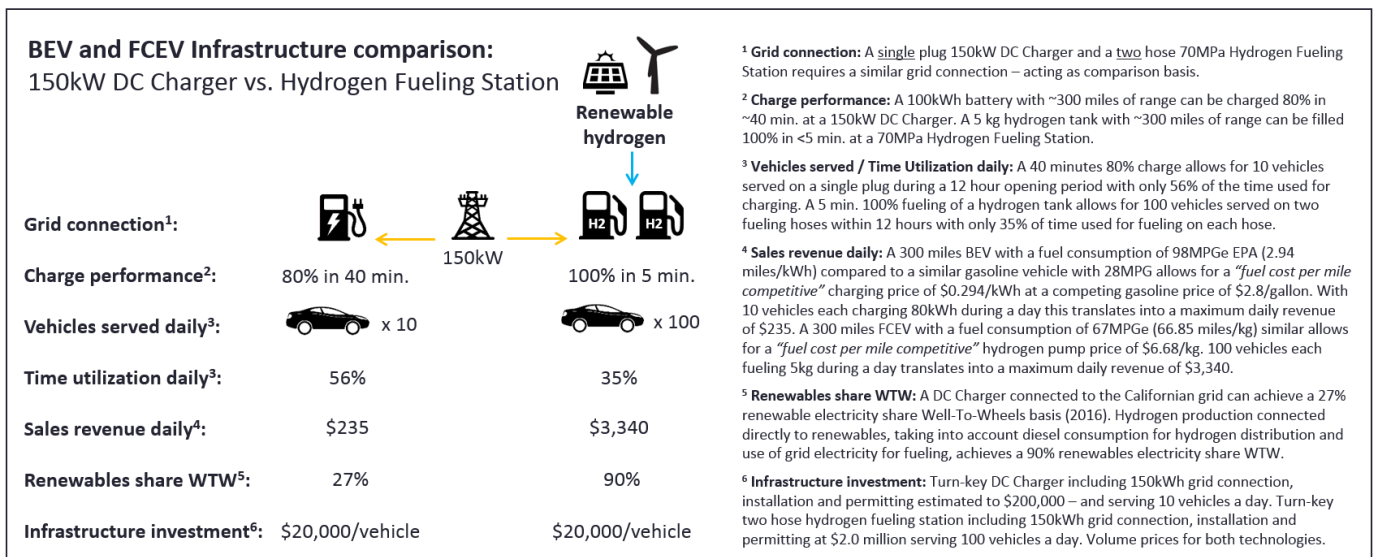 BEV and FCEV Infrastructure comparison:
150kW DC Charger vs. Hydrogen Fueling Station
Renewable
hydrogen
Grid connection¹:
H2 H2
150kW
Charge performance²: 80% in 40 min. 100% in 5 min.
Vehicles served daily³: x 10 x 100
Time utilization daily³: 56% 35%
Sales revenue daily⁴: $235 $3,340
Renewables share WTW⁵: 27% 90%
Infrastructure investment⁶: $20,000/vehicle $20,000/vehicle
¹ Grid connection: A single plug 150kW DC Charger and a two hose 70MPa Hydrogen Fueling
Station requires a similar grid connection – acting as comparison basis.
² Charge performance: A 100kWh battery with ~300 miles of range can be charged 80% in
~40 min. at a 150kW DC Charger. A 5 kg hydrogen tank with ~300 miles of range can be filled
100% in <5 min. at a 70MPa Hydrogen Fueling Station.
³ Vehicles served / Time Utilization daily: A 40 minutes 80% charge allows for 10 vehicles
served on a single plug during a 12 hour opening period with only 56% of the time used for
charging. A 5 min. 100% fueling of a hydrogen tank allows for 100 vehicles served on two
fueling hoses within 12 hours with only 35% of time used for fueling on each hose.
⁴ Sales revenue daily: A 300 miles BEV with a fuel consumption of 98MPGe EPA (2.94
miles/kWh) compared to a similar gasoline vehicle with 28MPG allows for a “fuel cost per mile
competitive” charging price of $0.294/kWh at a competing gasoline price of $2.8/gallon. With
10 vehicles each charging 80kWh during a day this translates into a maximum daily revenue
of $235. A 300 miles FCEV with a fuel consumption of 67MPGe (66.85 miles/kg) similar allows
for a “fuel cost per mile competitive” hydrogen pump price of $6.68/kg. 100 vehicles each
fueling 5kg during a day translates into a maximum daily revenue of $3,340.
⁵ Renewables share WTW: A DC Charger connected to the Californian grid can achieve a 27%
renewable electricity share Well-To-Wheels basis (2016). Hydrogen production connected
directly to renewables, taking into account diesel consumption for hydrogen distribution and
use of grid electricity for fueling, achieves a 90% renewables electricity share WTW.
⁶ Infrastructure investment: Turn-key DC Charger including 150kWh grid connection,
installation and permitting estimated to $200,000 – and serving 10 vehicles a day. Turn-key
two hose hydrogen fueling station including 150kWh grid connection, installation and
permitting at $2.0 million serving 100 vehicles a day. Volume prices for both technologies.